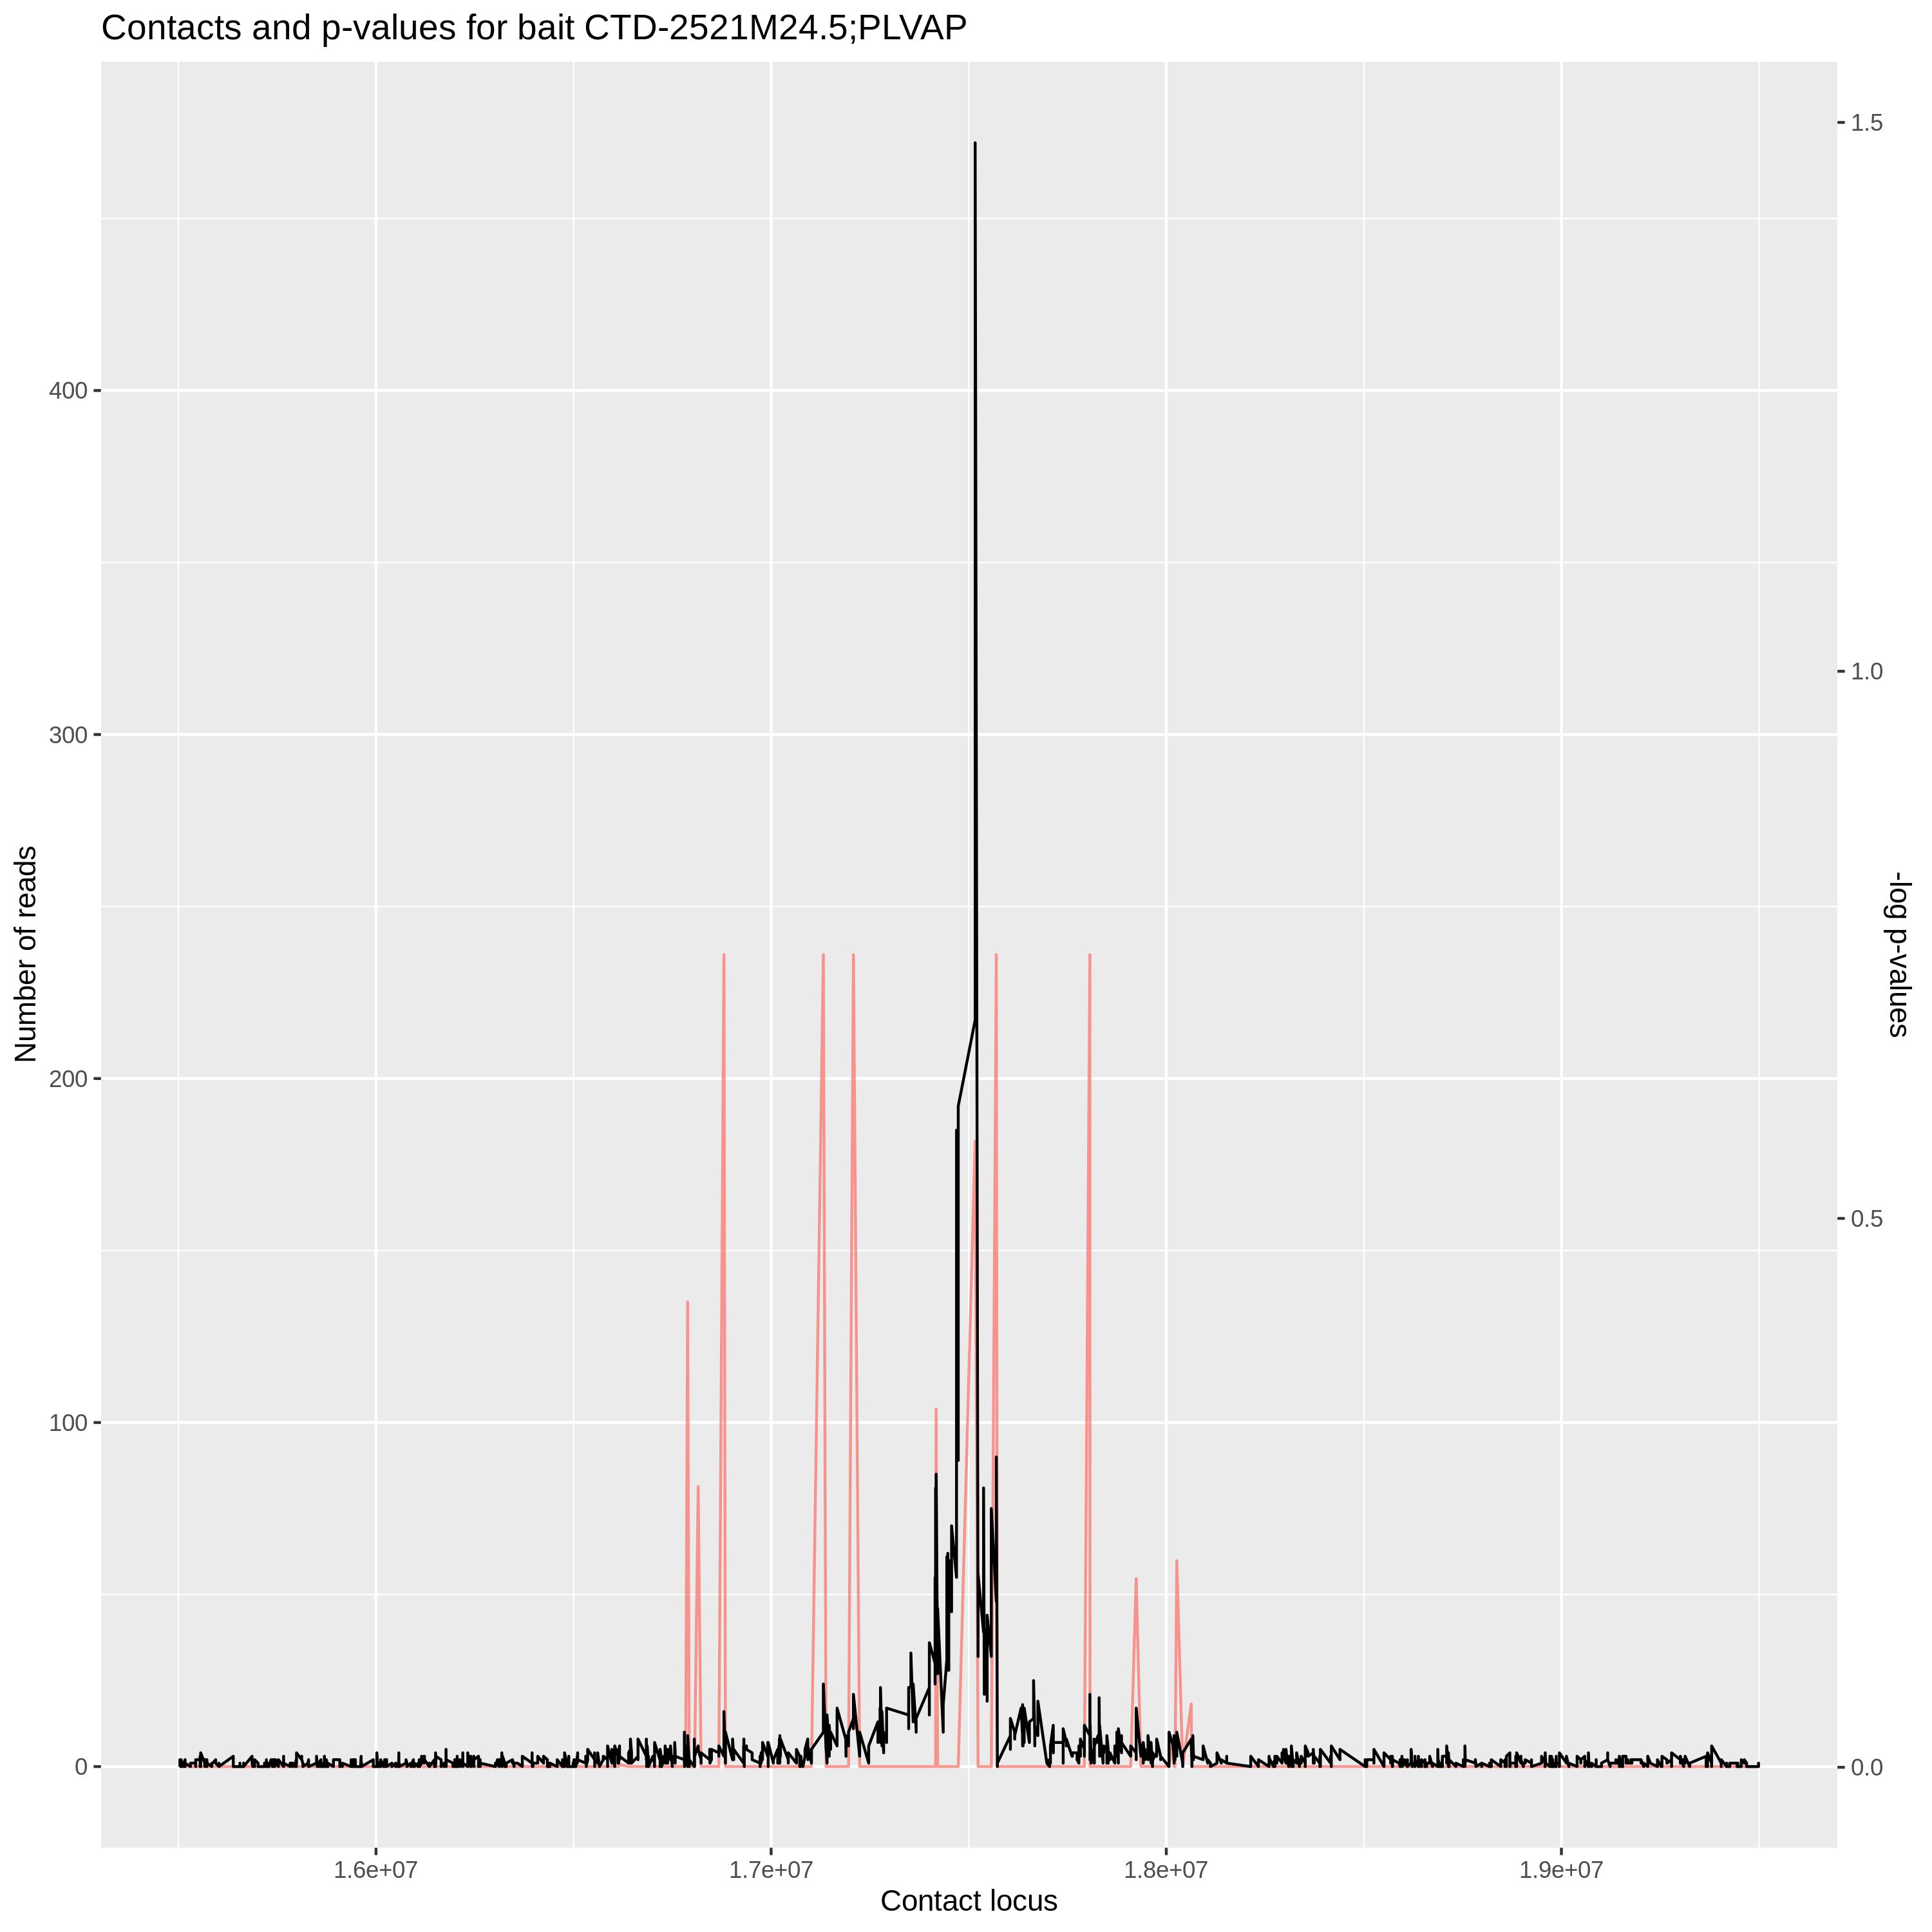 Contacts and p-values for bait CTD-2521M24.5;PLVAP
1.5
400
1.0
300
Number of reads
-log p-values
200
0.5
100
0
0.0
1.6e+07
1.7e+07
1.8e+07
1.9e+07
Contact locus